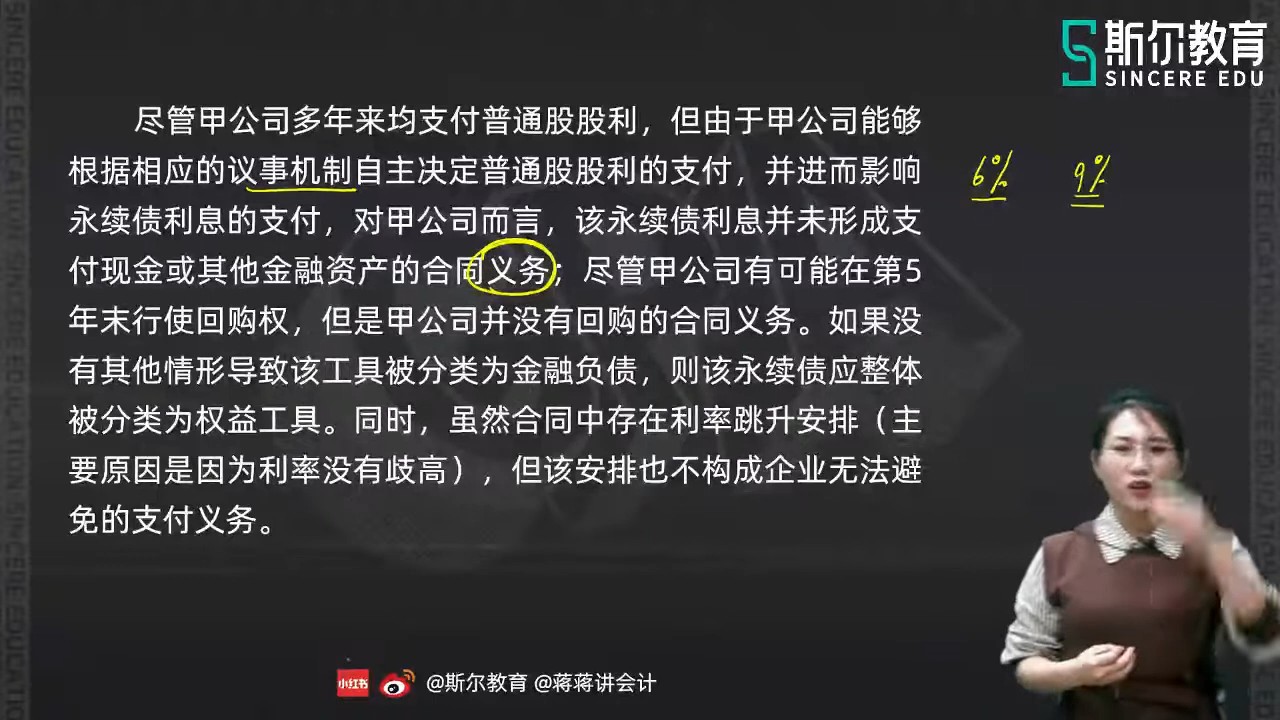 斯尔教育
SINCERE EDU
尽管甲公司多年来均支付普通股股利，但由于甲公司能够
根据相应的议事机制自主决定普通股股利的支付，并进而影响
永续债利息的支付，对甲公司而言，该永续债利息并未形成支
付现金或其他金融资产的合同义务；尽管甲公司有可能在第5
年末行使回购权，但是甲公司并没有回购的合同义务。如果没
有其他情形导致该工具被分类为金融负债，则该永续债应整体
被分类为权益工具。同时，虽然合同中存在利率跳升安排（主
要原因是因为利率没有歧高），但该安排也不构成企业无法避
免的支付义务。
6% 9%
小红书 @斯尔教育 @蒋蒋讲会计
SINCERE EDUCATION